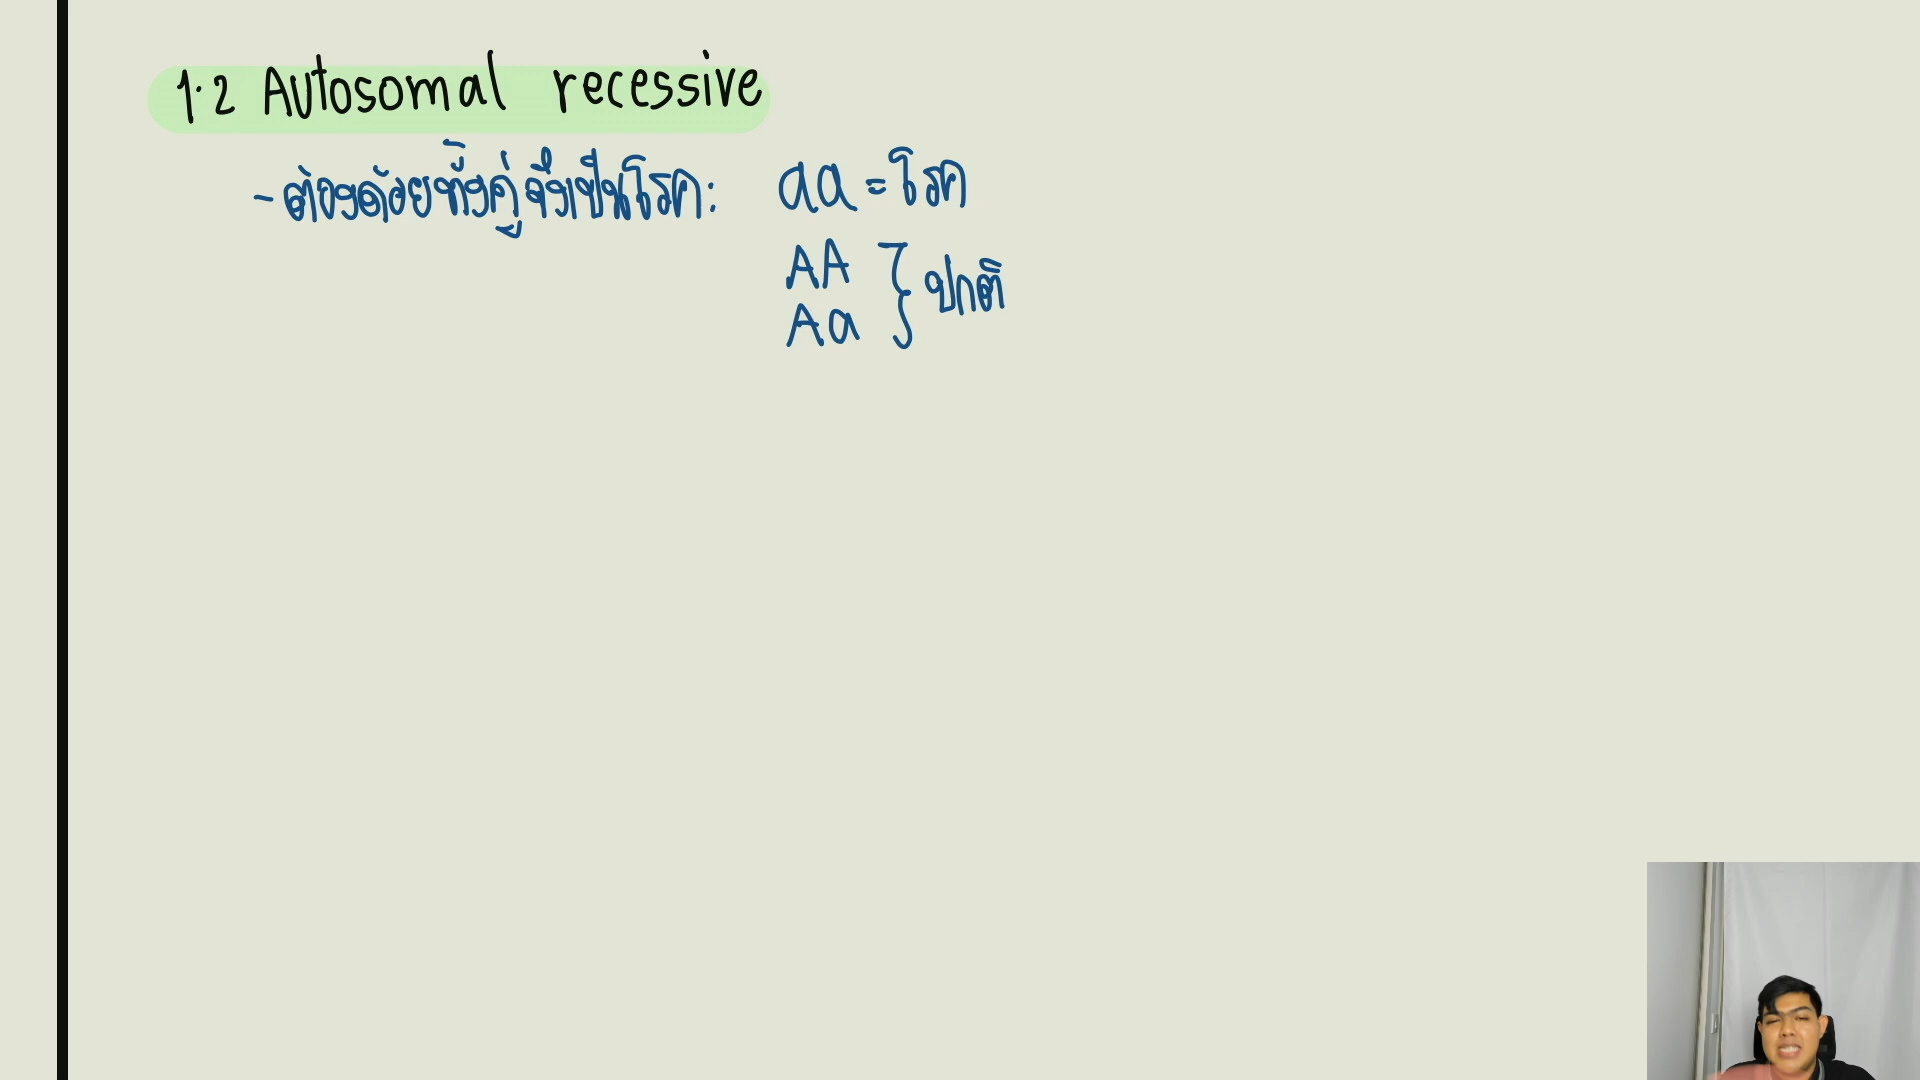 1.2 Autosomal recessive
- ต้องด้อยทั้งคู่จึงเป็นโรค: aa = โรค
AA
Aa } ปกติ